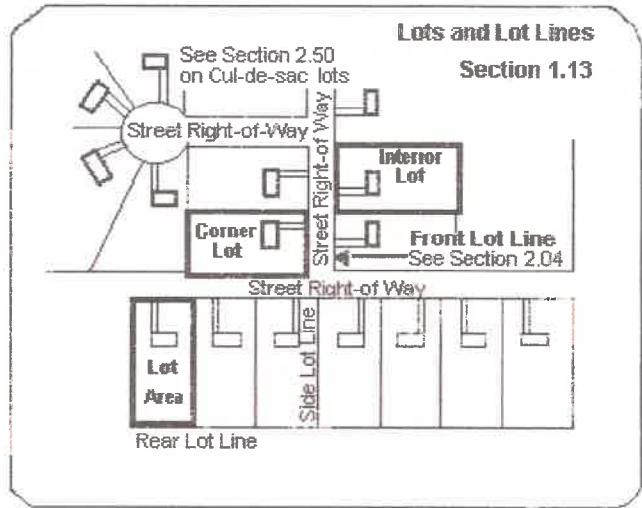 Lots and Lot Lines
Section 1.13
See Section 2.50
on Cul-de-sac lots
Street Right-of-Way
Street Right-of Way
Interior
Lot
Corner
Lot
Front Lot Line
See Section 2.04
Street Right-of Way
Side Lot Line
Lot
Area
Rear Lot Line